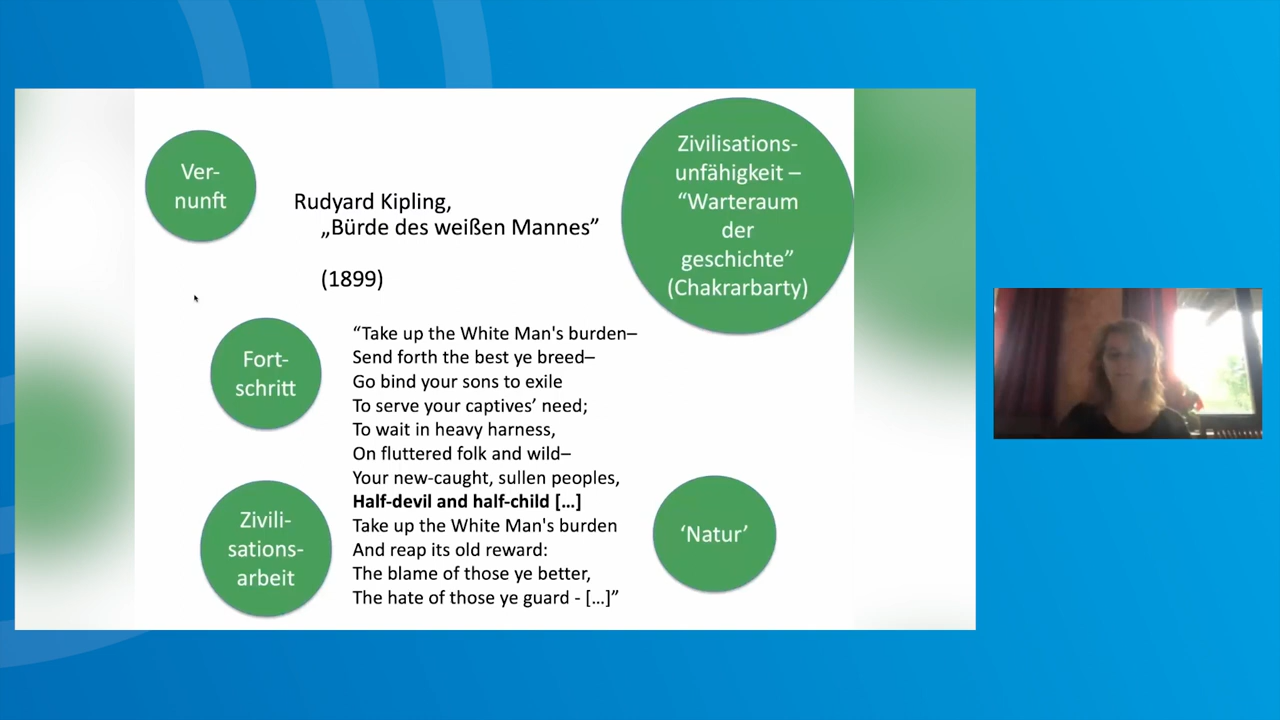 Ver-
nunft
Rudyard Kipling,
„Bürde des weißen Mannes”
(1899)
Zivilisations-
unfähigkeit –
“Warteraum
der
geschichte”
(Chakrarbarty)
Fort-
schritt
“Take up the White Man's burden–
Send forth the best ye breed–
Go bind your sons to exile
To serve your captives’ need;
To wait in heavy harness,
On fluttered folk and wild–
Your new-caught, sullen peoples,
Half-devil and half-child […]
Take up the White Man's burden
And reap its old reward:
The blame of those ye better,
The hate of those ye guard - […]”
Zivili-
sations-
arbeit
‘Natur’